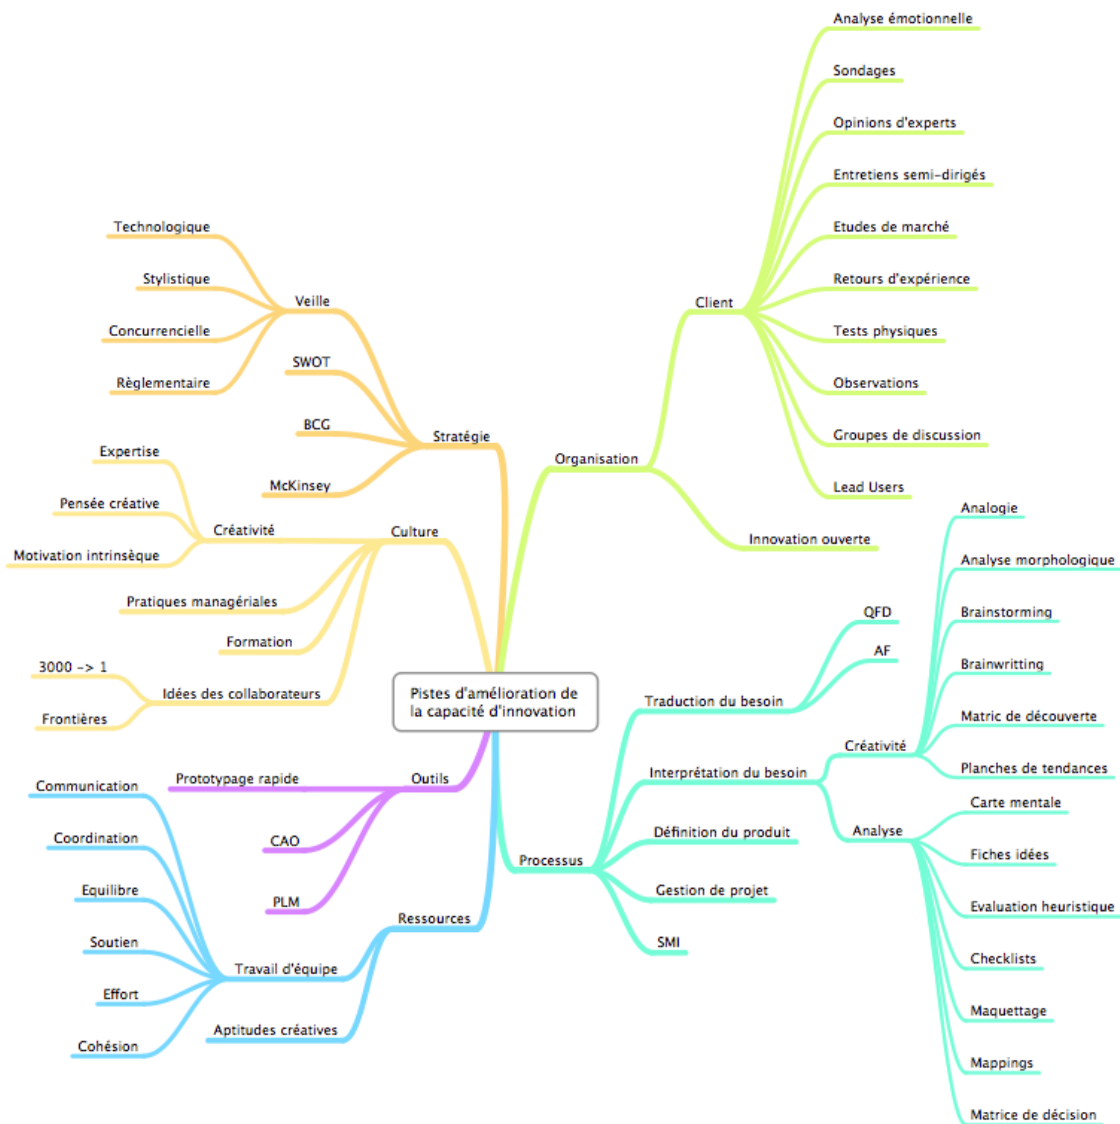 Analyse émotionnelle
Sondages
Opinions d'experts
Entretiens semi-dirigés
Etudes de marché
Retours d'expérience
Tests physiques
Observations
Groupes de discussion
Lead Users
Client
Innovation ouverte
Organisation
Technologique
Stylistique
Concurrencielle
Règlementaire
Veille
SWOT
BCG
McKinsey
Stratégie
Expertise
Pensée créative
Motivation intrinsèque
Créativité
Pratiques managériales
Formation
3000 -> 1
Frontières
Idées des collaborateurs
Culture
Pistes d'amélioration de
la capacité d'innovation
Prototypage rapide
CAO
PLM
Outils
Communication
Coordination
Equilibre
Soutien
Effort
Cohésion
Travail d'équipe
Aptitudes créatives
Ressources
Processus
Traduction du besoin
QFD
AF
Interprétation du besoin
Créativité
Analogie
Analyse morphologique
Brainstorming
Brainwritting
Matric de découverte
Planches de tendances
Analyse
Carte mentale
Fiches idées
Evaluation heuristique
Checklists
Maquettage
Mappings
Matrice de décision
Définition du produit
Gestion de projet
SMI